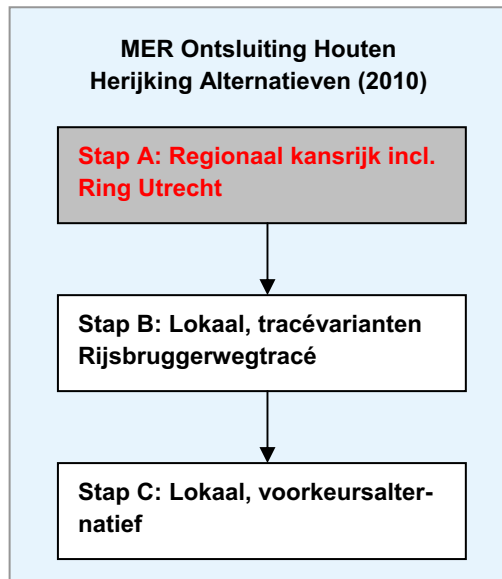 MER Ontsluiting Houten
Herijking Alternatieven (2010)
Stap A: Regionaal kansrijk incl.
Ring Utrecht
Stap B: Lokaal, tracévarianten
Rijsbruggerwegtracé
Stap C: Lokaal, voorkeursalter-
natief